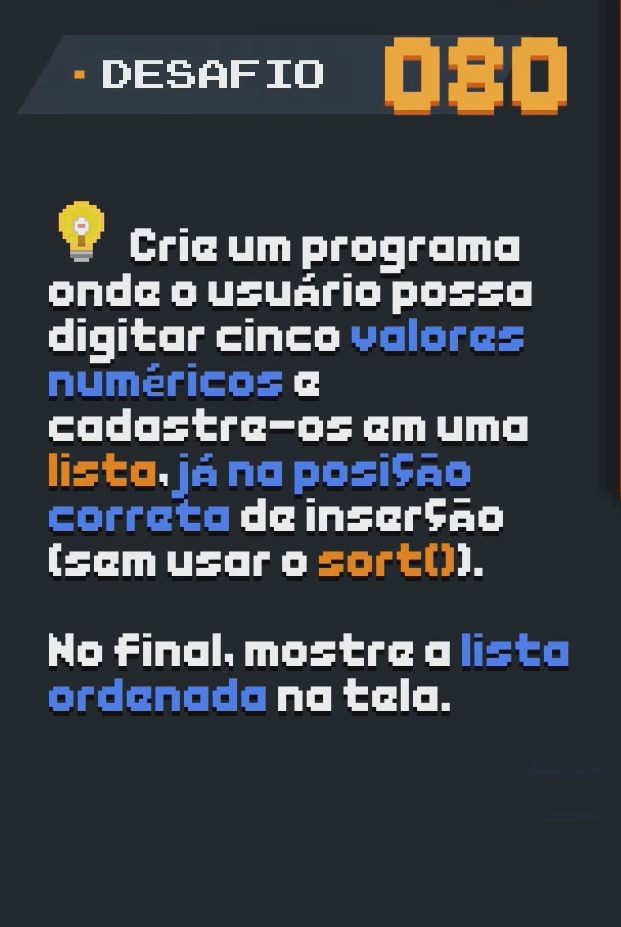 DESAFIO 080
Crie um programa
onde o usuário possa
digitar cinco valores
numéricos e
cadastre-os em uma
lista, já na posição
correta de inserção
(sem usar o sort()).
No final, mostre a lista
ordenada na tela.